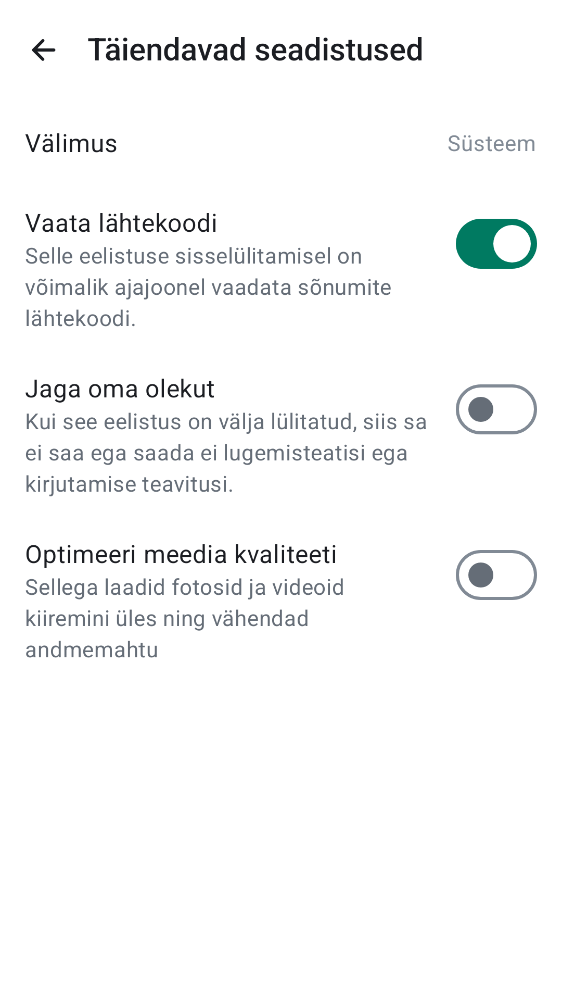 Täiendavad seadistused
Välimus
Süsteem
Vaata lähtekoodi
Selle eelistuse sisselülitamisel on
võimalik ajajoonel vaadata sõnumite
lähtekoodi.
Jaga oma olekut
Kui see eelistus on välja lülitatud, siis sa
ei saa ega saada ei lugemisteatisi ega
kirjutamise teavitusi.
Optimeeri meedia kvaliteeti
Sellega laadid fotosid ja videoid
kiiremini üles ning vähendad
andmemahtu